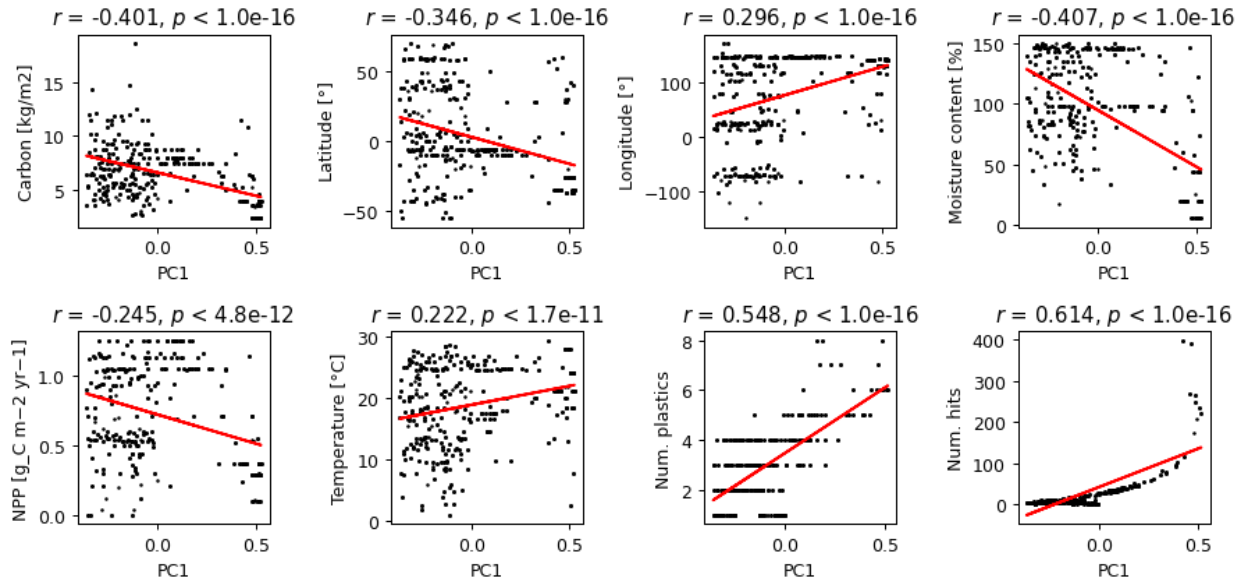 r = -0.401, p < 1.0e-16
r = -0.346, p < 1.0e-16
r = 0.296, p < 1.0e-16
r = -0.407, p < 1.0e-16
Carbon [kg/m2]
15
10
5
0.0
0.5
PC1
Latitude [°]
50
0
−50
0.0
0.5
PC1
Longitude [°]
100
0
−100
0.0
0.5
PC1
Moisture content [%]
150
100
50
0
0.0
0.5
PC1
r = -0.245, p < 4.8e-12
r = 0.222, p < 1.7e-11
r = 0.548, p < 1.0e-16
r = 0.614, p < 1.0e-16
NPP [g_C m−2 yr−1]
1.0
0.5
0.0
0.0
0.5
PC1
Temperature [°C]
30
20
10
0
0.0
0.5
PC1
Num. plastics
8
6
4
2
0.0
0.5
PC1
Num. hits
400
300
200
100
0
0.0
0.5
PC1